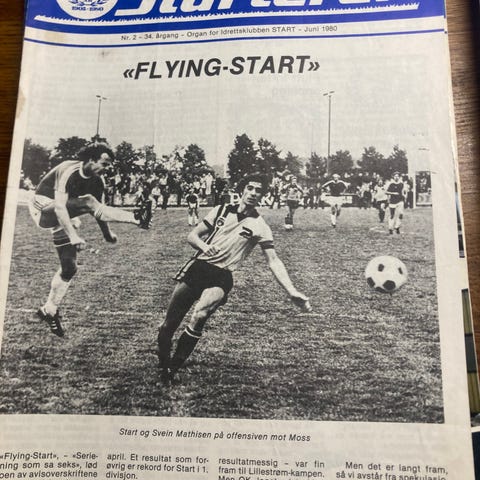 1905-1980
Nr. 2 - 34. årgang - Organ for Idrettsklubben START - Juni 1980
«FLYING-START»
Start og Svein Mathisen på offensiven mot Moss
«Flying-Start», - «Serie-
ning som sa seks», lød
pen av avisoverskriftene
april. Et resultat som for-
øvrig er rekord for Start i 1.
divisjon.
resultatmessig - var fin
fram til Lillestrøm-kampen.
Men det er langt fram,
så vi avstår fra spekulasjo